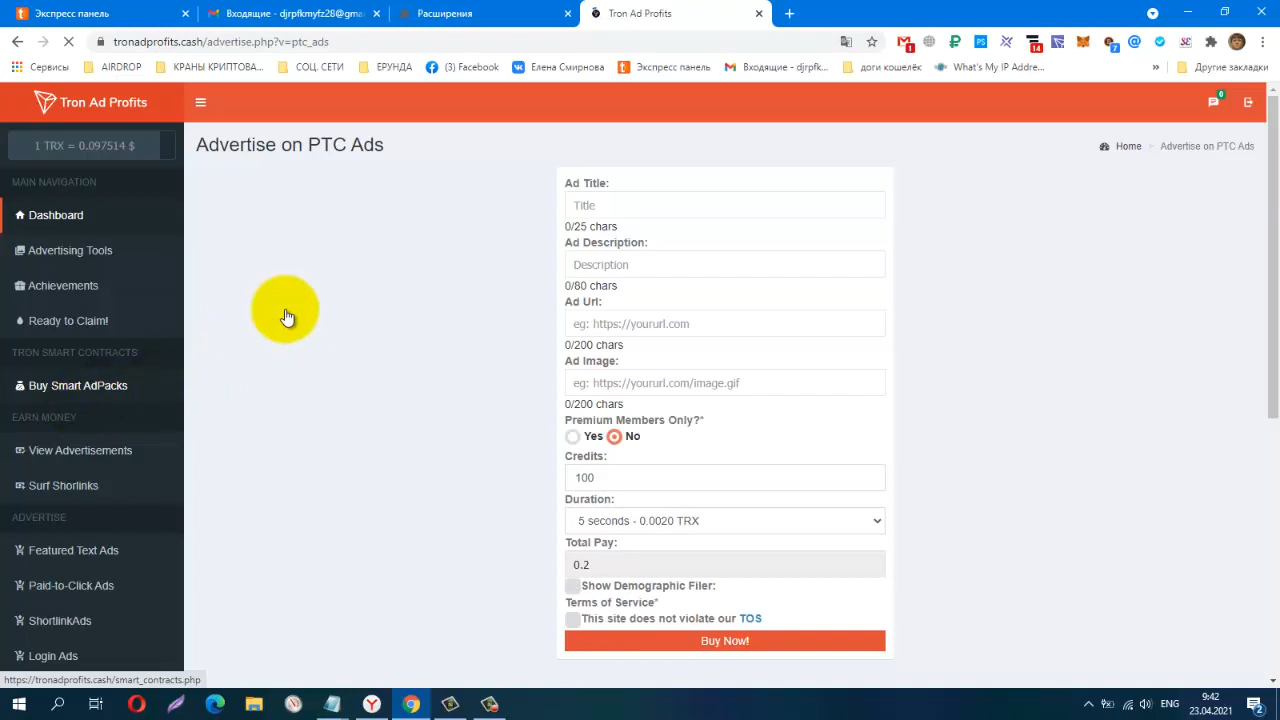 Экспресс панель
Входящие - djrpfkmyfz28@gma
Расширения
Tron Ad Profits
tronadprofits.cash/advertise.php?v=ptc_ads
1
14
7
Сервисы
AIRDROP
КРАНЫ КРИПТОВА...
СОЦ. СЕТИ
ЕРУНДА
(3) Facebook
Елена Смирнова
Экспресс панель
Входящие - djrpfk...
доги кошелёк
What's My IP Addre...
»
Другие закладки
Tron Ad Profits
0
1 TRX = 0.097514 $
Advertise on PTC Ads
Home
Advertise on PTC Ads
MAIN NAVIGATION
Dashboard
Advertising Tools
Achievements
Ready to Claim!
TRON SMART CONTRACTS
Buy Smart AdPacks
EARN MONEY
View Advertisements
Surf Shorlinks
ADVERTISE
Featured Text Ads
Paid-to-Click Ads
ShortlinkAds
Login Ads
Ad Title:
Title
0/25 chars
Ad Description:
Description
0/80 chars
Ad Url:
eg: https://yoururl.com
0/200 chars
Ad Image:
eg: https://yoururl.com/image.gif
0/200 chars
Premium Members Only?*
Yes No
Credits:
100
Duration:
5 seconds - 0.0020 TRX
Total Pay:
0.2
Show Demographic Filer:
Terms of Service*
This site does not violate our TOS
Buy Now!
https://tronadprofits.cash/smart_contracts.php
ENG
9:42
23.04.2021
2